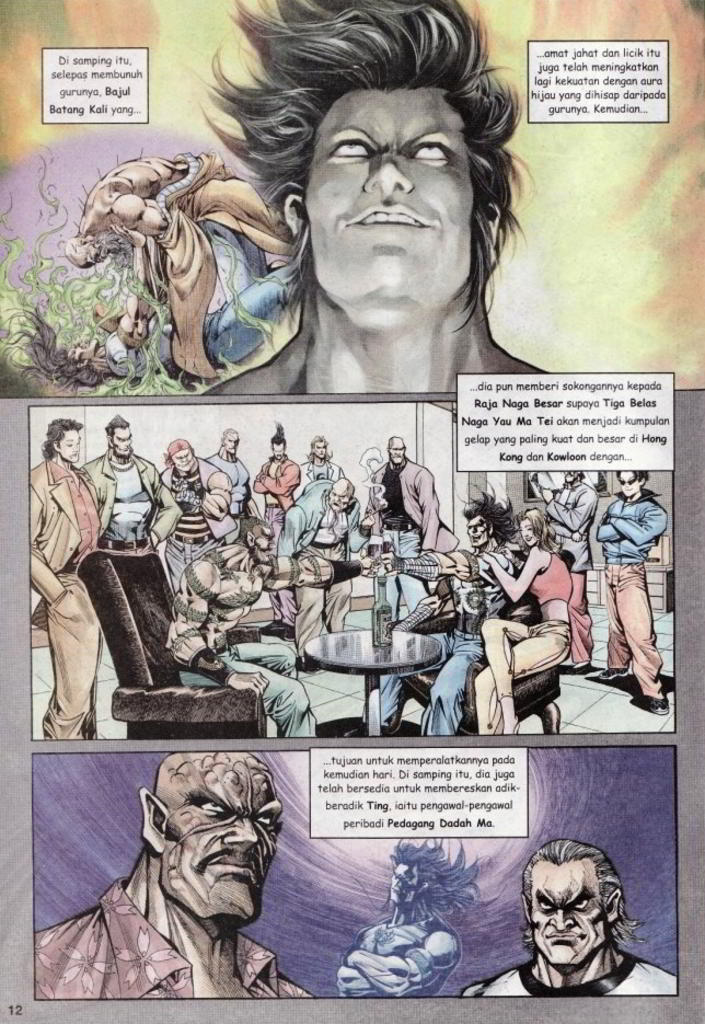 Di samping itu,
selepas membunuh
gurunya, Bajul
Batang Kali yang...
...amat jahat dan licik itu
juga telah meningkatkan
lagi kekuatan dengan aura
hijau yang dihisap daripada
gurunya. Kemudian...
...dia pun memberi sokongannya kepada
Raja Naga Besar supaya Tiga Belas
Naga Yau Ma Tei akan menjadi kumpulan
gelap yang paling kuat dan besar di Hong
Kong dan Kowloon dengan...
...tujuan untuk memperalatkannya pada
kemudian hari. Di samping itu, dia juga
telah bersedia untuk membereskan adik-
beradik Ting, iaitu pengawal-pengawal
peribadi Pedagang Dadah Ma.
12